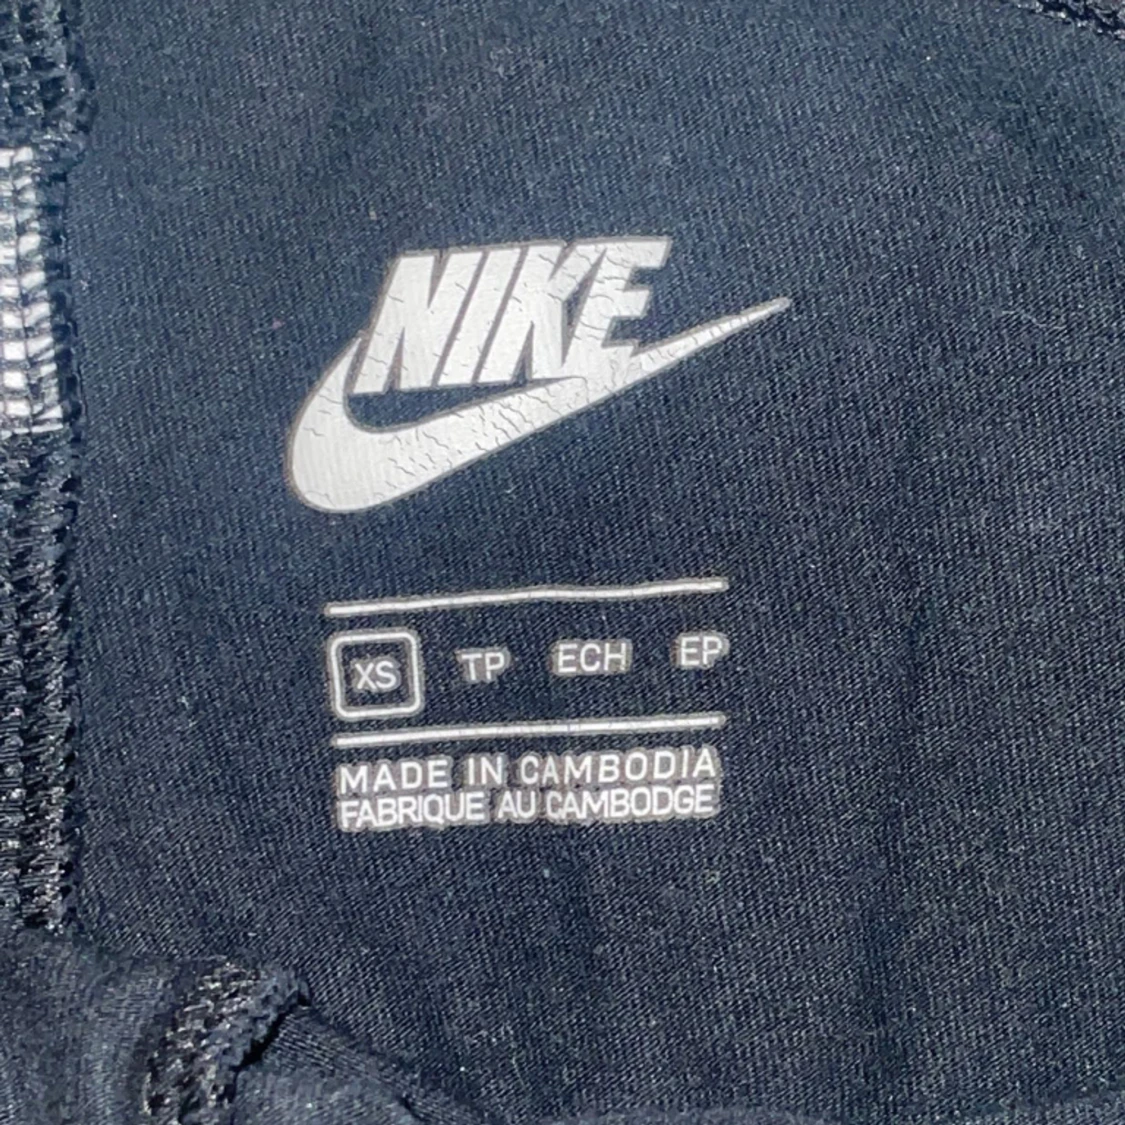 NIKE
XS TP ECH EP
MADE IN CAMBODIA
FABRIQUE AU CAMBODGE